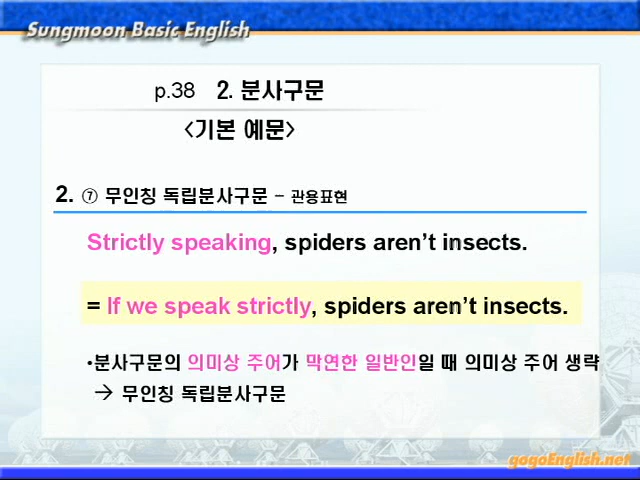 Sungmoon Basic English
p.38 2. 분사구문
<기본 예문>
2. ⑦ 무인칭 독립분사구문 – 관용표현
Strictly speaking, spiders aren’t insects.
= If we speak strictly, spiders aren’t insects.
•분사구문의 의미상 주어가 막연한 일반인일 때 의미상 주어 생략
→ 무인칭 독립분사구문
gogoEnglish.net